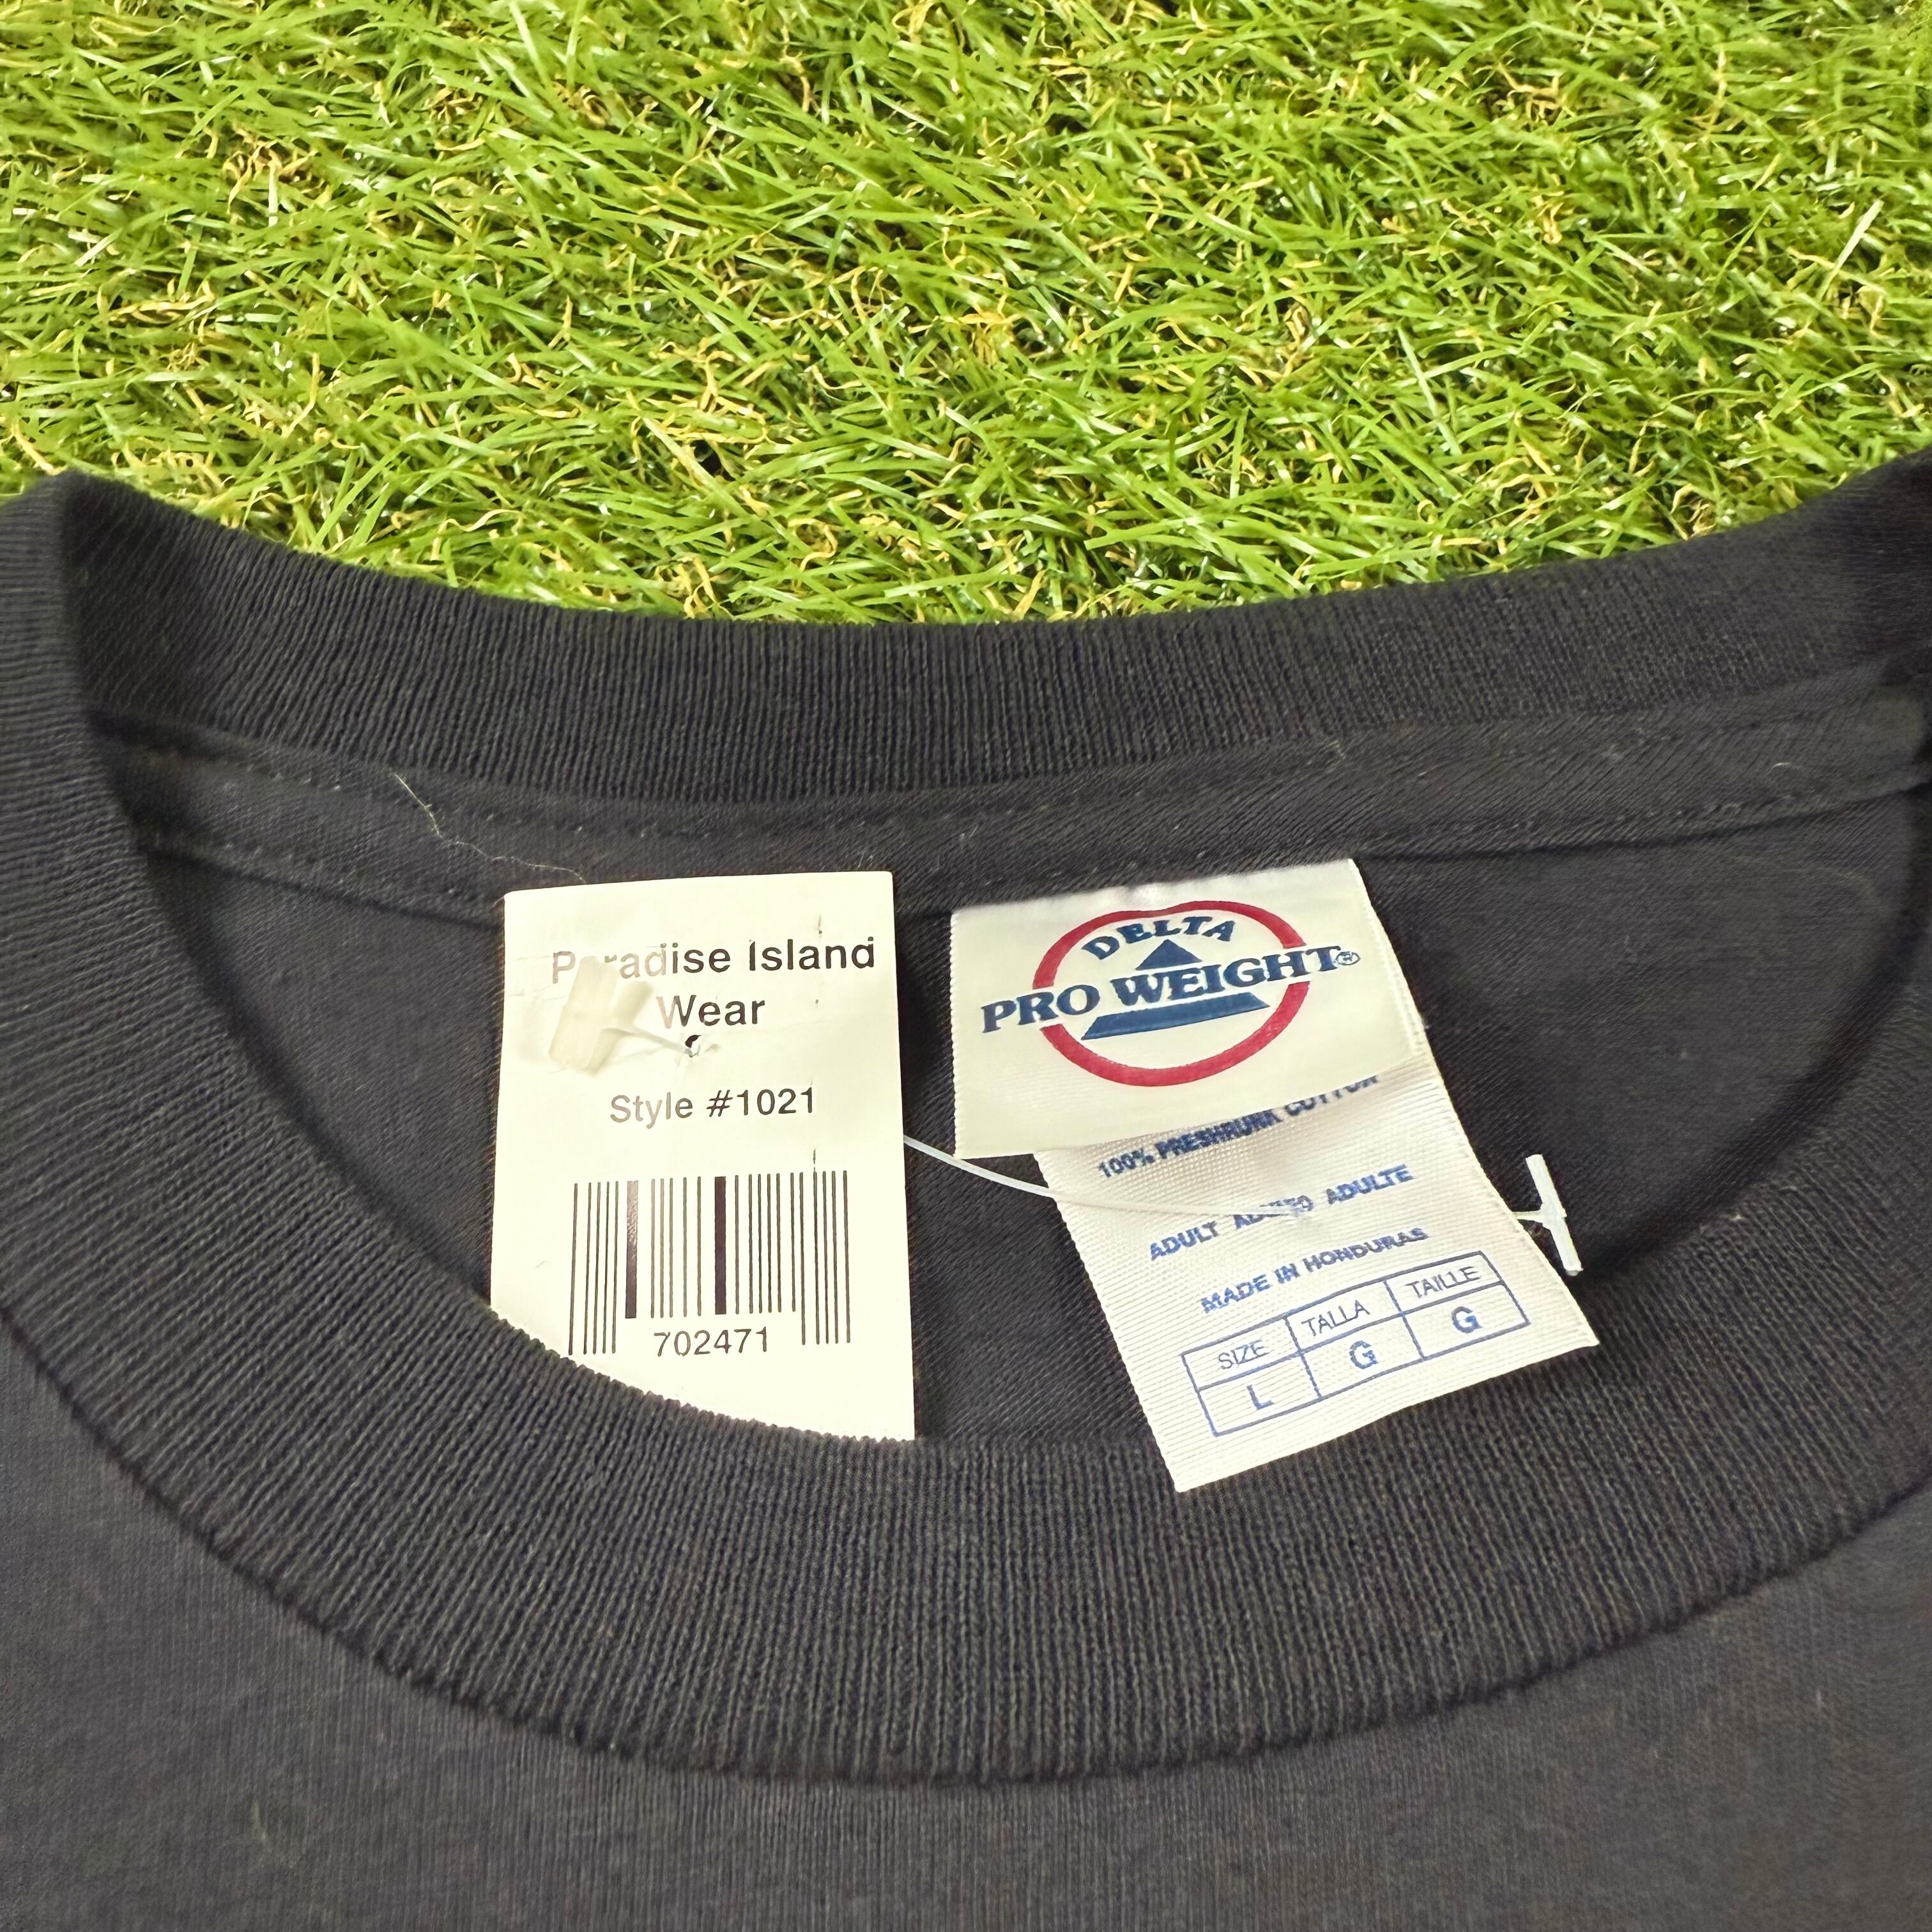 Paradise Island
Wear
Style #1021
702471
DELTA
PRO WEIGHT®
100% PRESHRUNK COTTON
ADULT ADULTO ADULTE
MADE IN HONDURAS
SIZE TALLA TAILLE
L G G